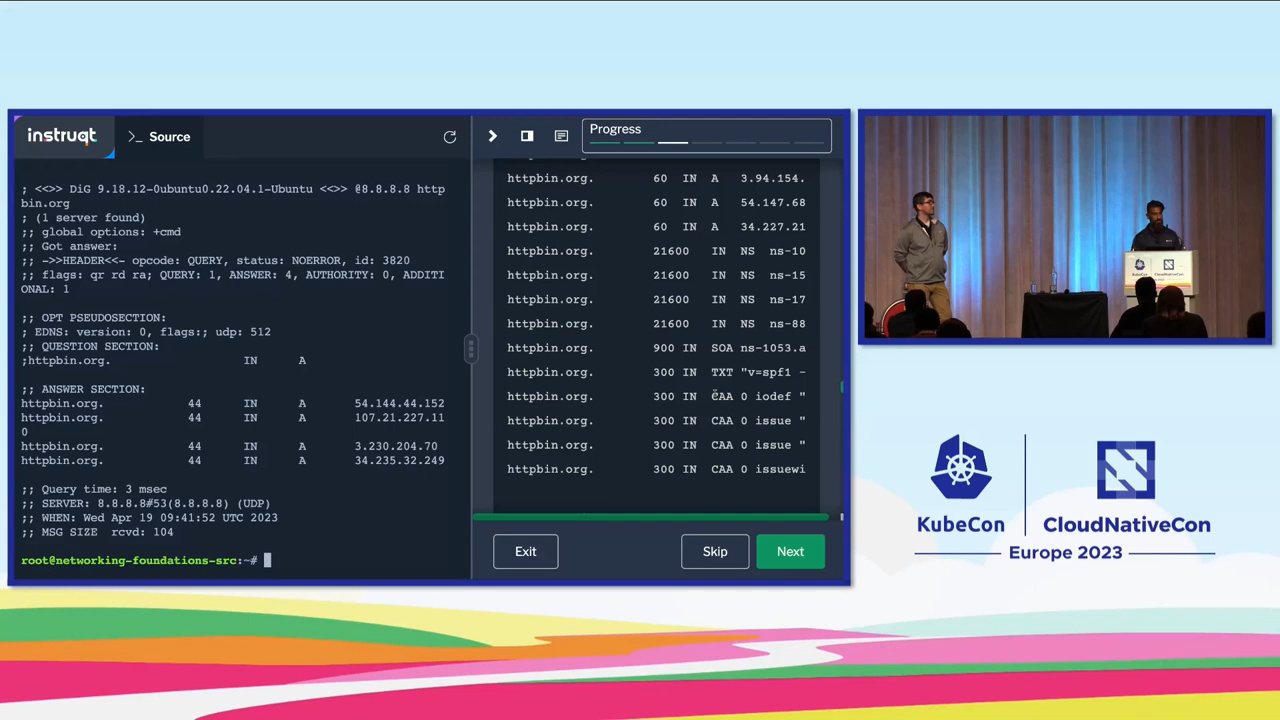 instruqt
>_ Source
Progress
; <<>> DiG 9.18.12-0ubuntu0.22.04.1-Ubuntu <<>> @8.8.8.8 http
bin.org
; (1 server found)
;; global options: +cmd
;; Got answer:
;; ->>HEADER<<- opcode: QUERY, status: NOERROR, id: 3820
;; flags: qr rd ra; QUERY: 1, ANSWER: 4, AUTHORITY: 0, ADDITI
ONAL: 1
;; OPT PSEUDOSECTION:
; EDNS: version: 0, flags:; udp: 512
;; QUESTION SECTION:
;httpbin.org. IN A
;; ANSWER SECTION:
httpbin.org. 44 IN A 54.144.44.152
httpbin.org. 44 IN A 107.21.227.11
0
httpbin.org. 44 IN A 3.230.204.70
httpbin.org. 44 IN A 34.235.32.249
;; Query time: 3 msec
;; SERVER: 8.8.8.8#53(8.8.8.8) (UDP)
;; WHEN: Wed Apr 19 09:41:52 UTC 2023
;; MSG SIZE rcvd: 104
root@networking-foundations-src:~#
httpbin.org. 60 IN A 3.94.154.
httpbin.org. 60 IN A 54.147.68
httpbin.org. 60 IN A 34.227.21
httpbin.org. 21600 IN NS ns-10
httpbin.org. 21600 IN NS ns-15
httpbin.org. 21600 IN NS ns-17
httpbin.org. 21600 IN NS ns-88
httpbin.org. 900 IN SOA ns-1053.a
httpbin.org. 300 IN TXT "v=spf1 -
httpbin.org. 300 IN CAA 0 iodef "
httpbin.org. 300 IN CAA 0 issue "
httpbin.org. 300 IN CAA 0 issue "
httpbin.org. 300 IN CAA 0 issuewi
Exit
Skip
Next
KubeCon
CloudNativeCon
Europe 2023